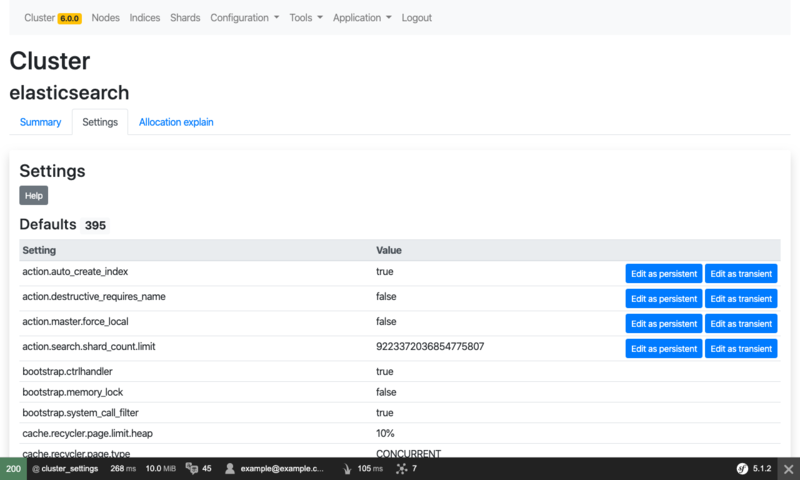 Cluster 6.0.0 Nodes Indices Shards Configuration Tools Application Logout
Cluster
elasticsearch
Summary Settings Allocation explain
Settings
Help
Defaults 395
Setting Value
action.auto_create_index true Edit as persistent Edit as transient
action.destructive_requires_name false Edit as persistent Edit as transient
action.master.force_local false Edit as persistent Edit as transient
action.search.shard_count.limit 9223372036854775807 Edit as persistent Edit as transient
bootstrap.ctrlhandler true
bootstrap.memory_lock false
bootstrap.system_call_filter true
cache.recycler.page.limit.heap 10%
cache.recycler.page.type CONCURRENT
200 @ cluster_settings 268 ms 10.0 MiB 45 example@example.c... 105 ms 7 sf 5.1.2